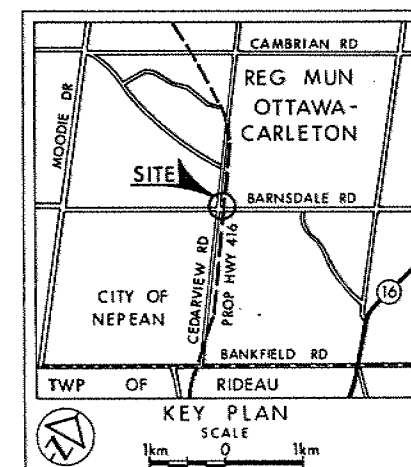 CAMBRIAN RD
MOODIE DR
REG MUN
OTTAWA-
CARLETON
SITE
BARNSDALE RD
CEDARVIEW RD
PROP HWY 416
16
CITY OF
NEPEAN
BANKFIELD RD
TWP OF RIDEAU
KEY PLAN
SCALE
N
1km 0 1km